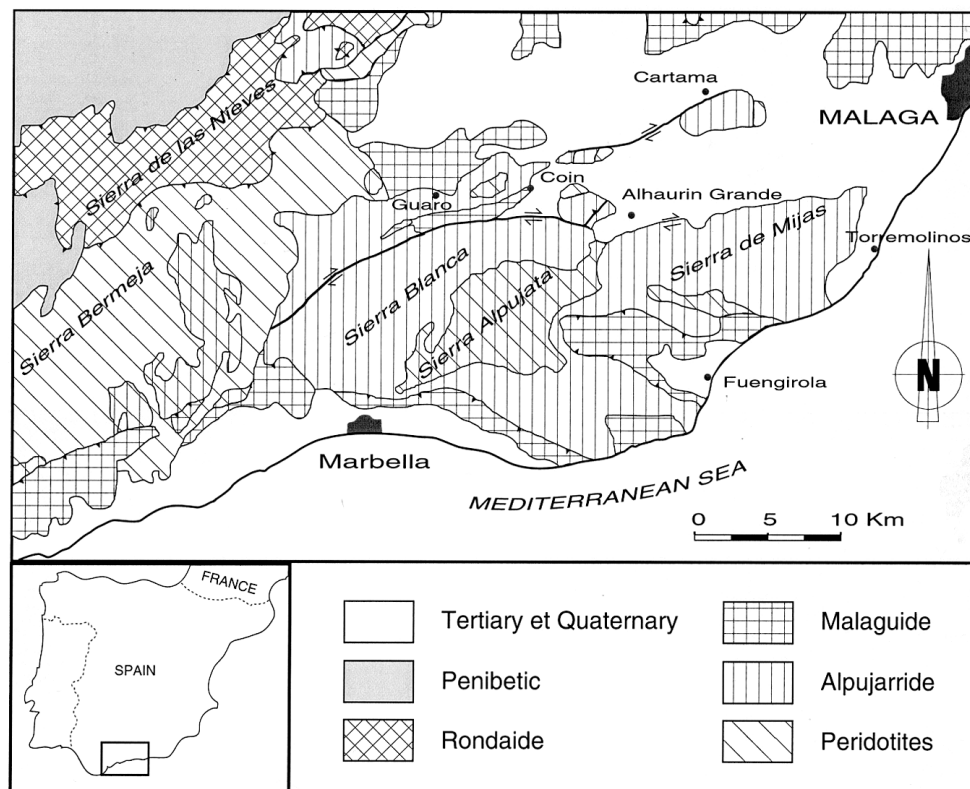 Cartama
MALAGA
Sierra de las Nieves
Coin
Guaro
Alhaurin Grande
Sierra de Mijas
Torremolinos
Sierra Bermeja
Sierra Blanca
Sierra Alpujata
Fuengirola
N
Marbella
MEDITERRANEAN SEA
0 5 10 Km
FRANCE
SPAIN
Tertiary et Quaternary
Malaguide
Penibetic
Alpujarride
Rondaide
Peridotites